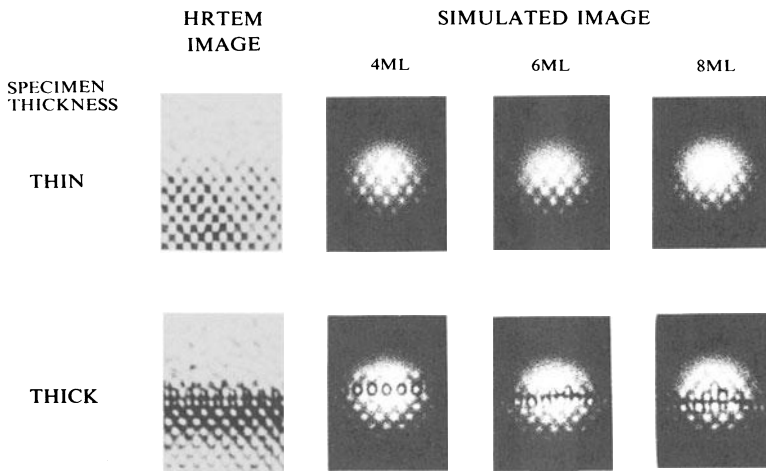 HRTEM
IMAGE
SIMULATED IMAGE
4ML
6ML
8ML
SPECIMEN
THICKNESS
THIN
THICK